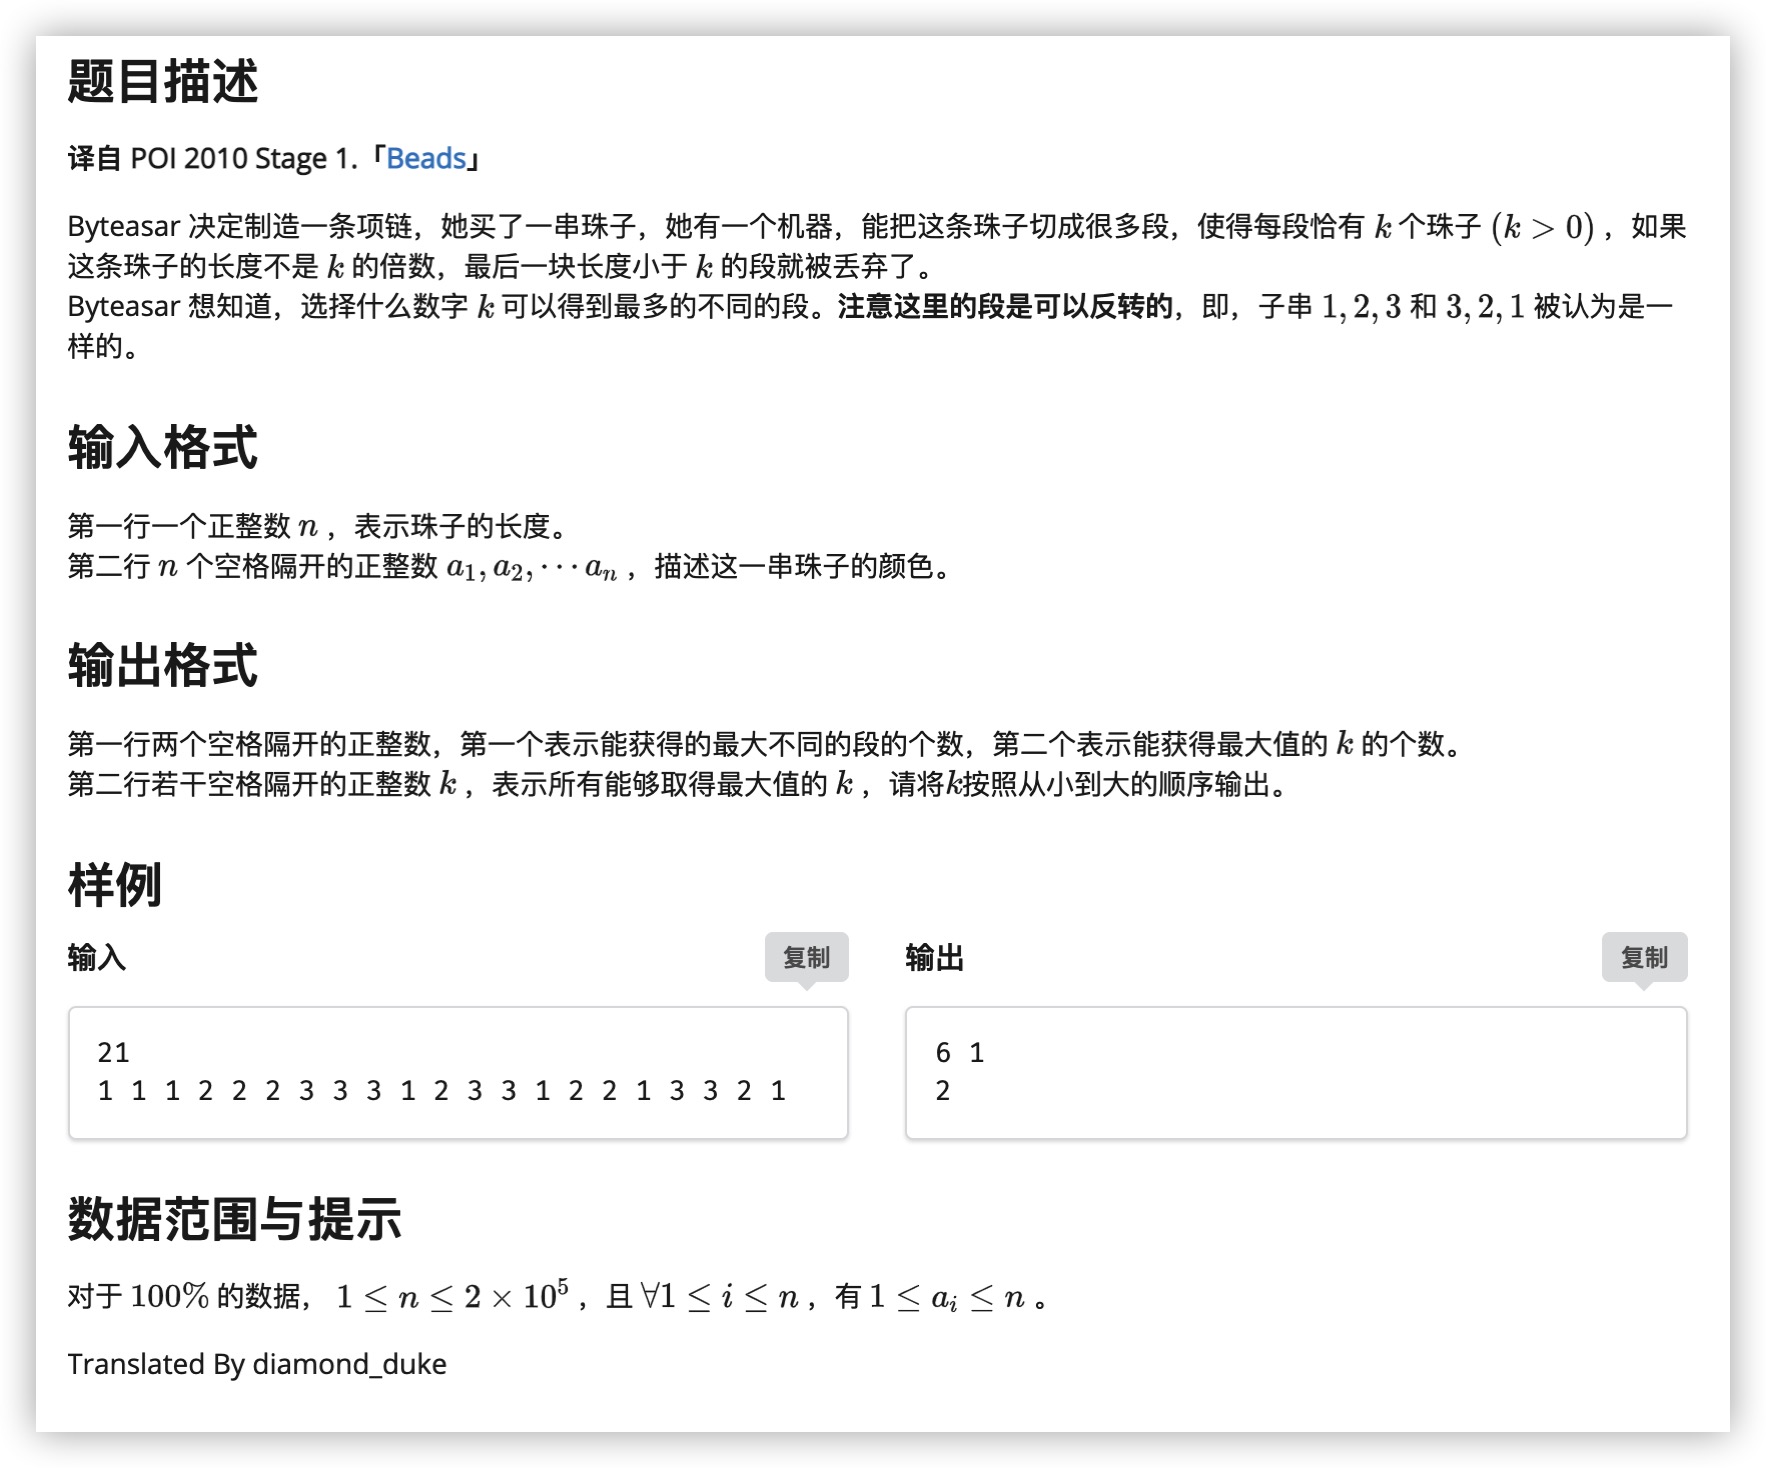 题目描述
译自 POI 2010 Stage 1.「Beads」
Byteasar 决定制造一条项链，她买了一串珠子，她有一个机器，能把这条珠子切成很多段，使得每段恰有 k 个珠子 (k > 0)，如果
这条珠子的长度不是 k 的倍数，最后一块长度小于 k 的段就被丢弃了。
Byteasar 想知道，选择什么数字 k 可以得到最多的不同的段。注意这里的段是可以反转的，即，子串 1, 2, 3 和 3, 2, 1 被认为是一
样的。
输入格式
第一行一个正整数 n ，表示珠子的长度。
第二行 n 个空格隔开的正整数 a₁, a₂, ⋯ aₙ ，描述这一串珠子的颜色。
输出格式
第一行两个空格隔开的正整数，第一个表示能获得的最大不同的段的个数，第二个表示能获得最大值的 k 的个数。
第二行若干空格隔开的正整数 k ，表示所有能够取得最大值的 k ，请将k按照从小到大的顺序输出。
样例
输入 复制
21
1 1 1 2 2 2 3 3 3 1 2 3 3 1 2 2 1 3 3 2 1
输出 复制
6 1
2
数据范围与提示
对于 100% 的数据， 1 ≤ n ≤ 2 × 10⁵ ，且 ∀1 ≤ i ≤ n ，有 1 ≤ aᵢ ≤ n 。
Translated By diamond_duke